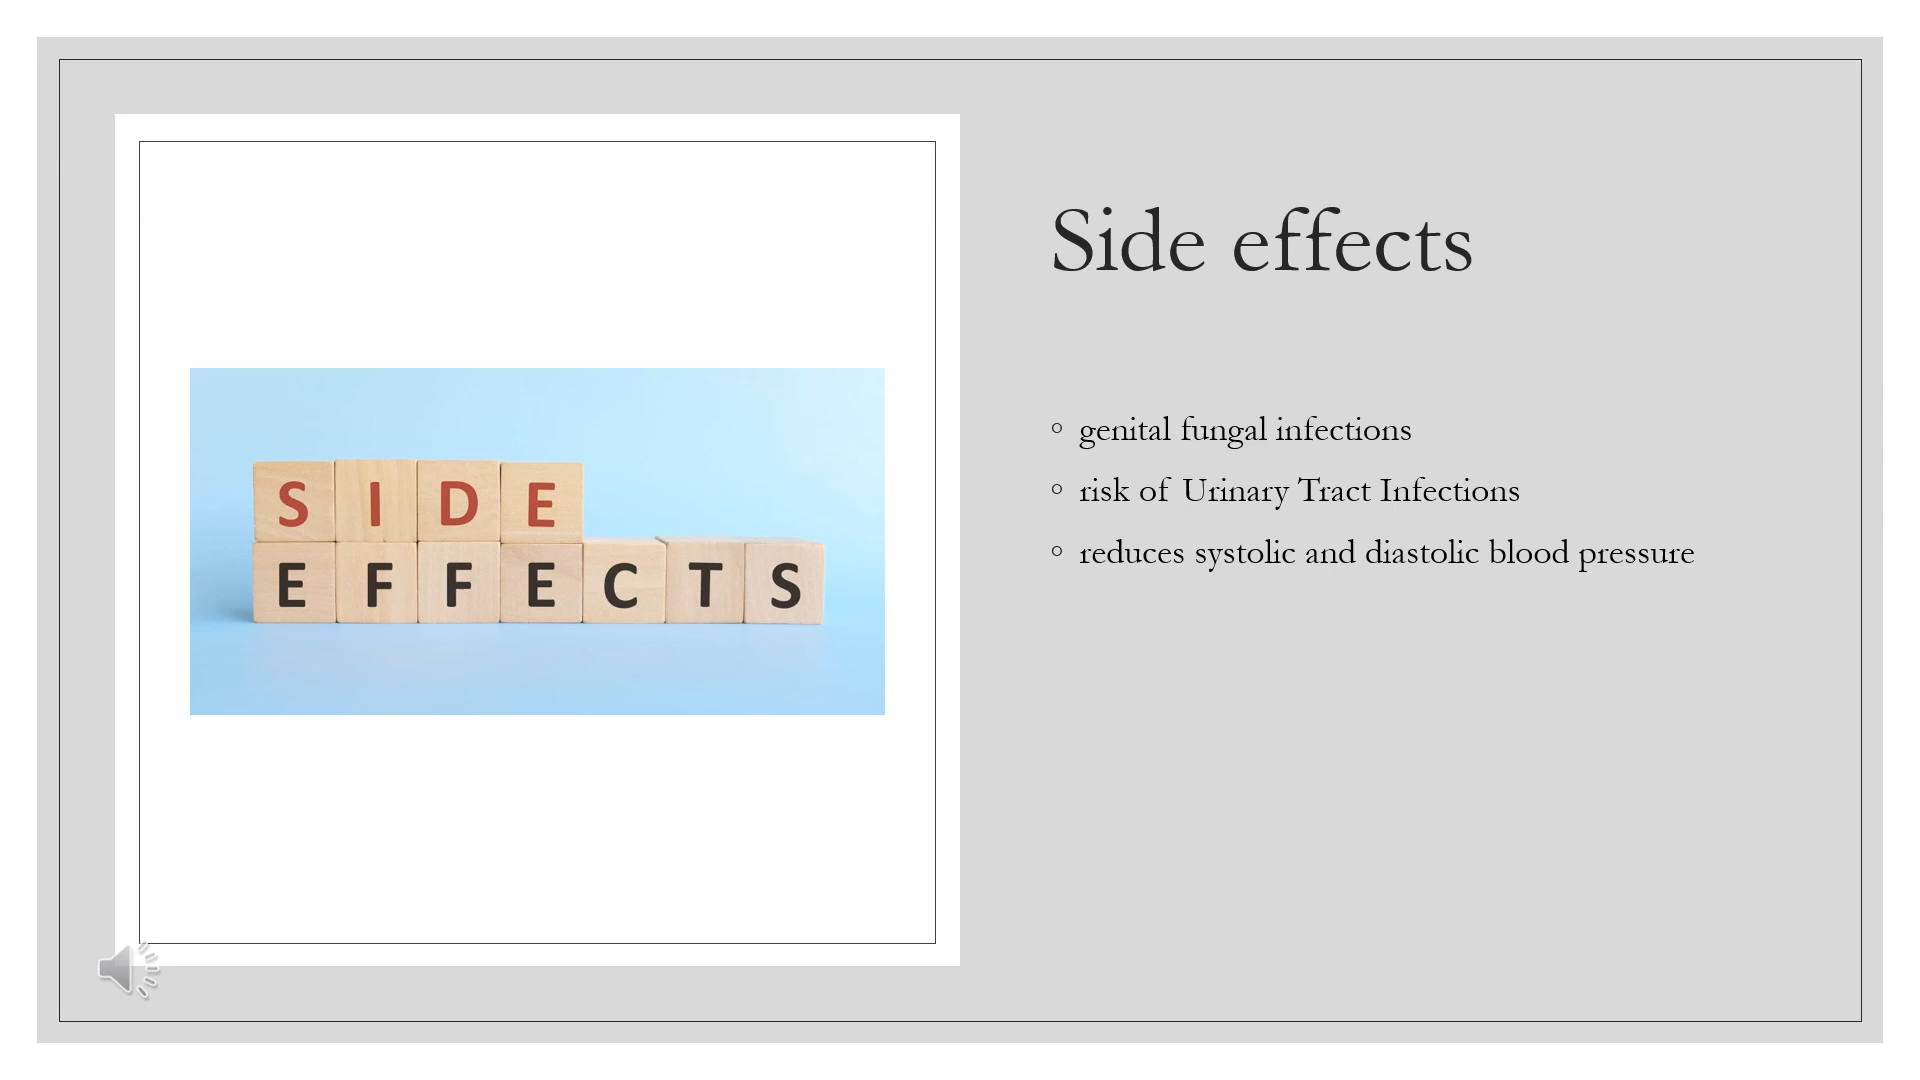 SIDE
EFFECTS
Side effects
◦ genital fungal infections
◦ risk of Urinary Tract Infections
◦ reduces systolic and diastolic blood pressure